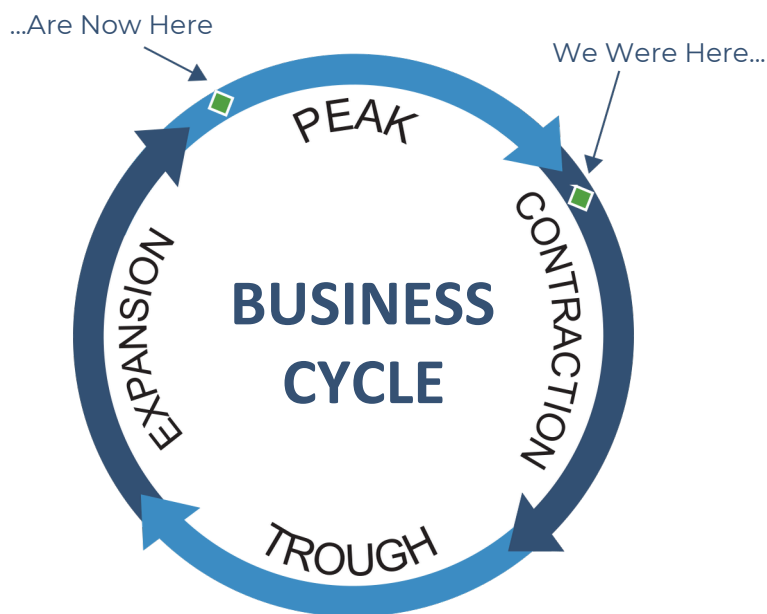 ...Are Now Here
We Were Here...
PEAK
CONTRACTION
EXPANSION
BUSINESS
CYCLE
TROUGH